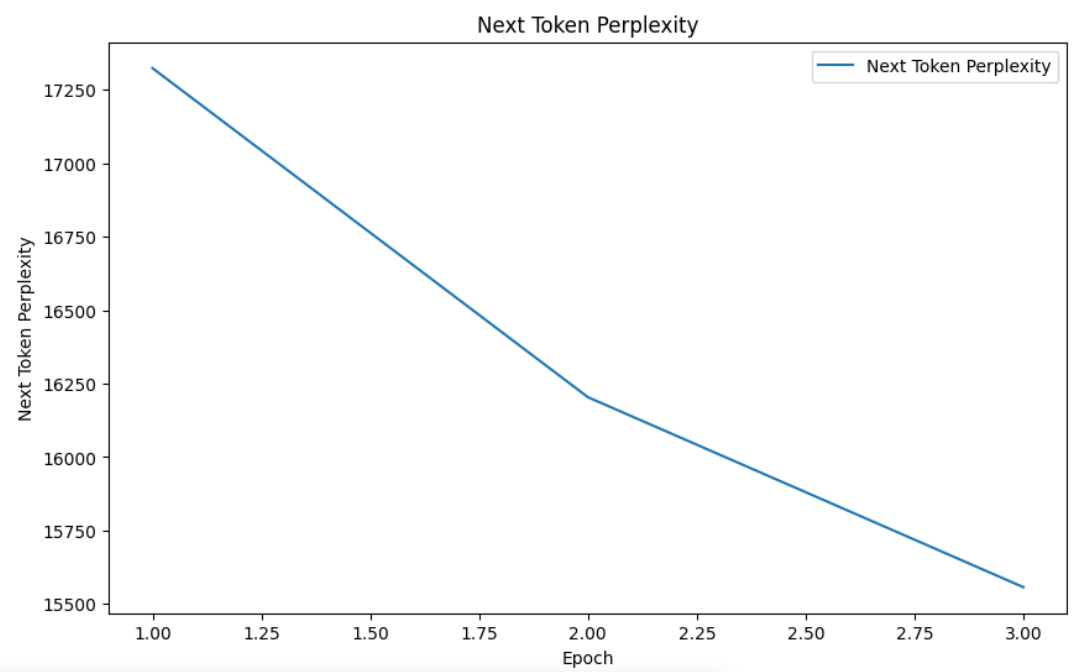 Next Token Perplexity
Next Token Perplexity
Next Token Perplexity
17250
17000
16750
16500
16250
16000
15750
15500
1.00 1.25 1.50 1.75 2.00 2.25 2.50 2.75 3.00
Epoch